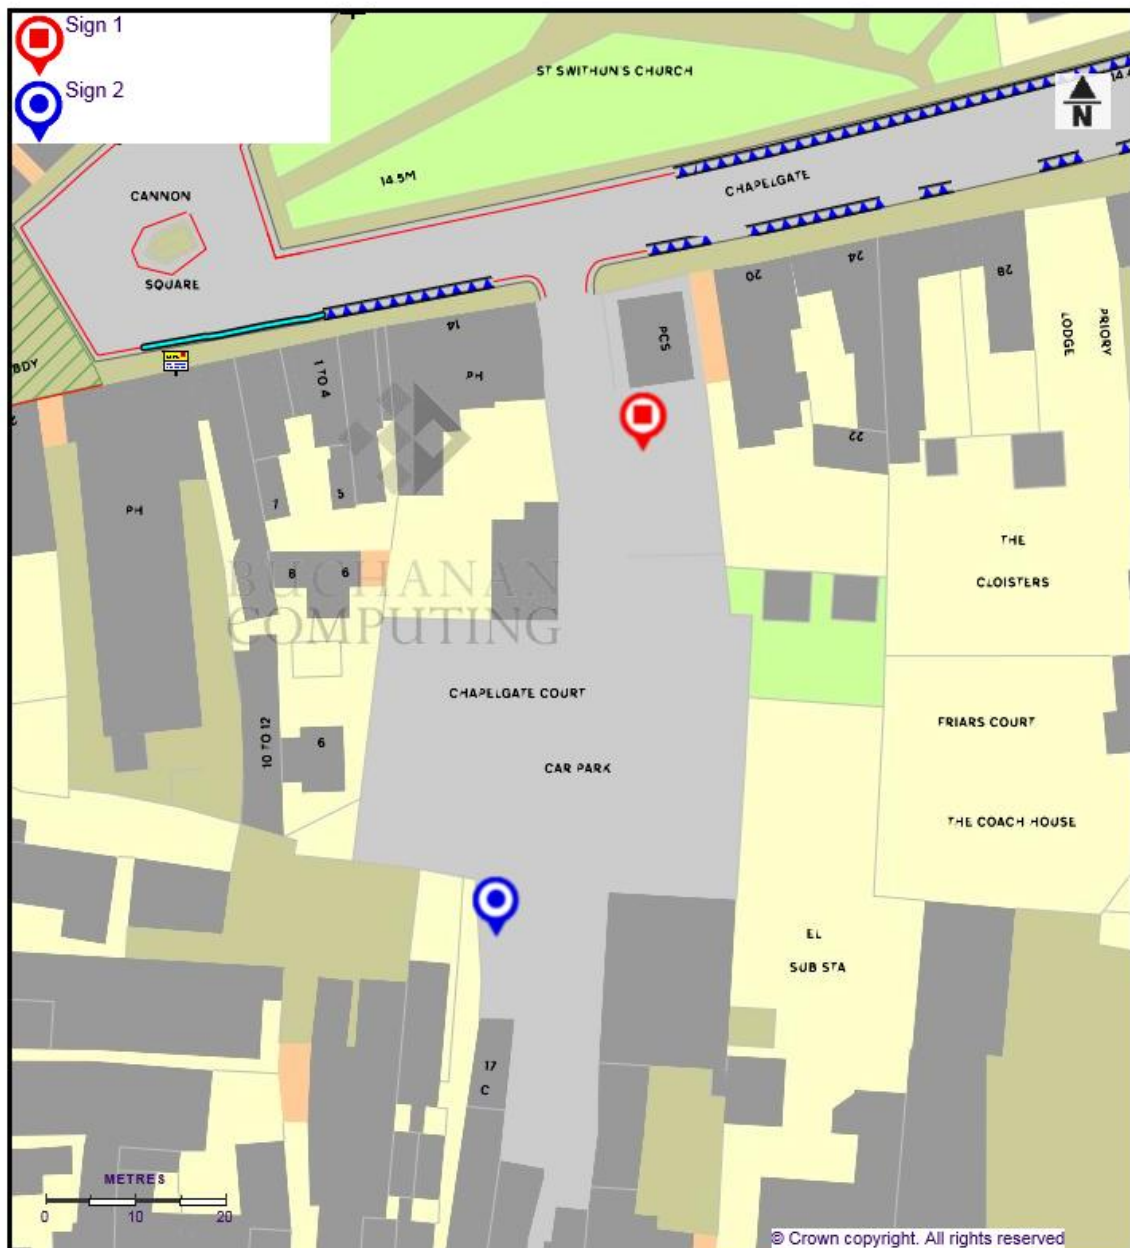 Sign 1
Sign 2
ST SWITHUN'S CHURCH
14.4
N
14.5M
CHAPELGATE
CANNON
SQUARE
20
24
28
14
PCS
PRIORY
LODGE
BDY
1 TO 4
PH
22
7
5
PH
THE
CLOISTERS
8
6
BUCHANAN
COMPUTING
CHAPELGATE COURT
FRIARS COURT
10 TO 12
6
CAR PARK
THE COACH HOUSE
EL
SUB STA
17
C
METRES
0 10 20
© Crown copyright. All rights reserved